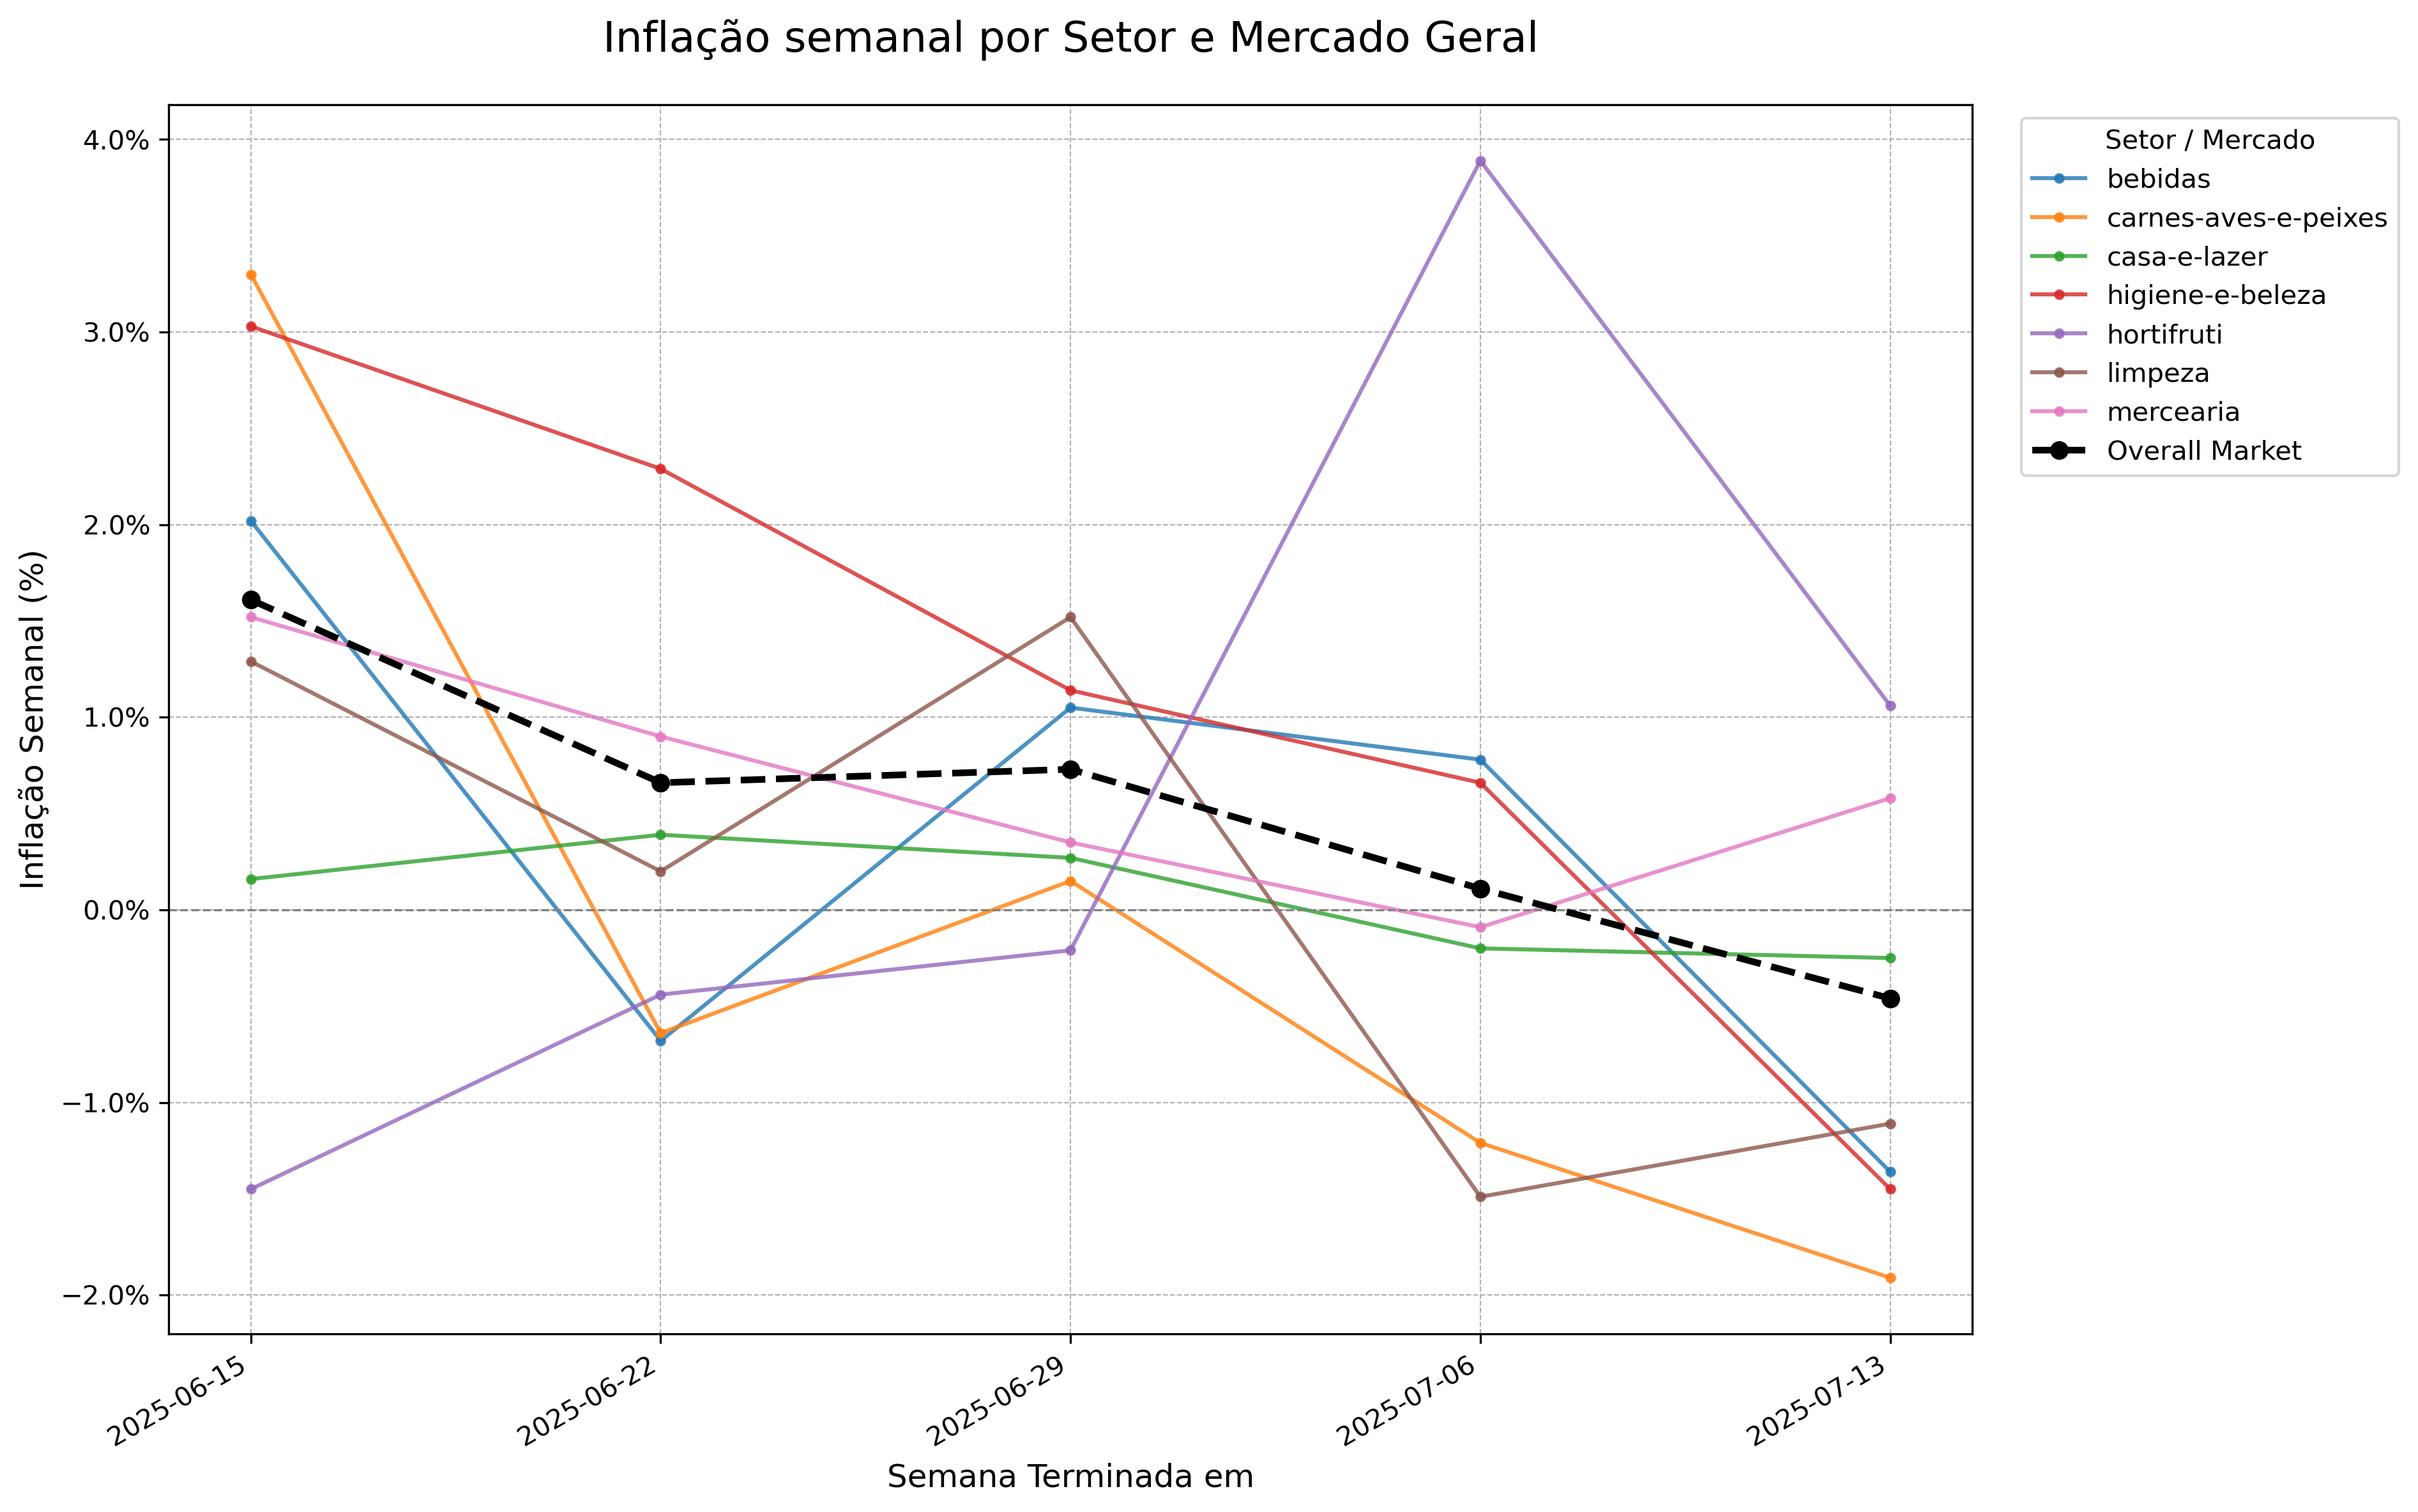 Inflação semanal por Setor e Mercado Geral
Inflação Semanal (%)
4.0%
3.0%
2.0%
1.0%
0.0%
−1.0%
−2.0%
2025-06-15
2025-06-22
2025-06-29
2025-07-06
2025-07-13
Semana Terminada em
Setor / Mercado
bebidas
carnes-aves-e-peixes
casa-e-lazer
higiene-e-beleza
hortifruti
limpeza
mercearia
Overall Market